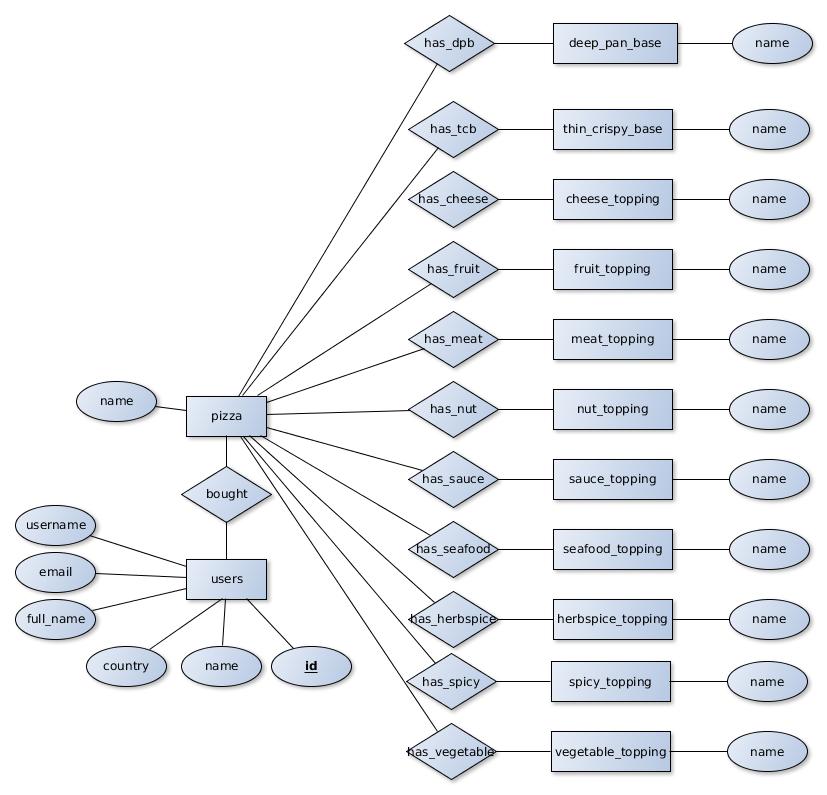 has_dpb
deep_pan_base
name
has_tcb
thin_crispy_base
name
has_cheese
cheese_topping
name
has_fruit
fruit_topping
name
has_meat
meat_topping
name
name
pizza
has_nut
nut_topping
name
has_sauce
sauce_topping
name
bought
username
has_seafood
seafood_topping
name
email
users
full_name
has_herbspice
herbspice_topping
name
country
name
id
has_spicy
spicy_topping
name
has_vegetable
vegetable_topping
name